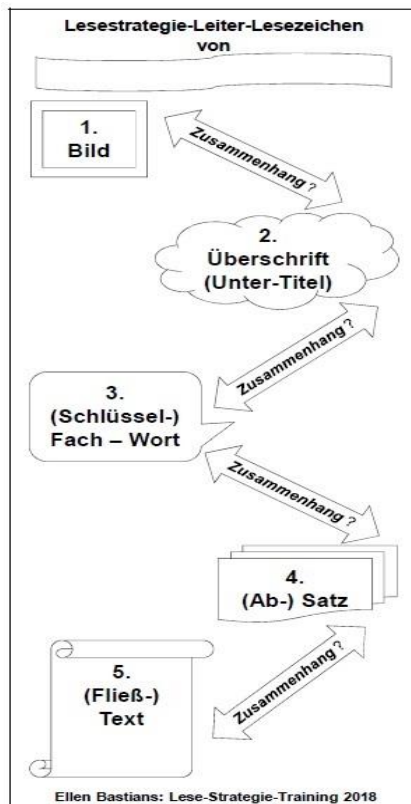 Lesestrategie-Leiter-Lesezeichen
von
1.
Bild
Zusammenhang ?
2.
Überschrift
(Unter-Titel)
Zusammenhang ?
3.
(Schlüssel-)
Fach – Wort
Zusammenhang ?
4.
(Ab-) Satz
Zusammenhang ?
5.
(Fließ-)
Text
Ellen Bastians: Lese-Strategie-Training 2018